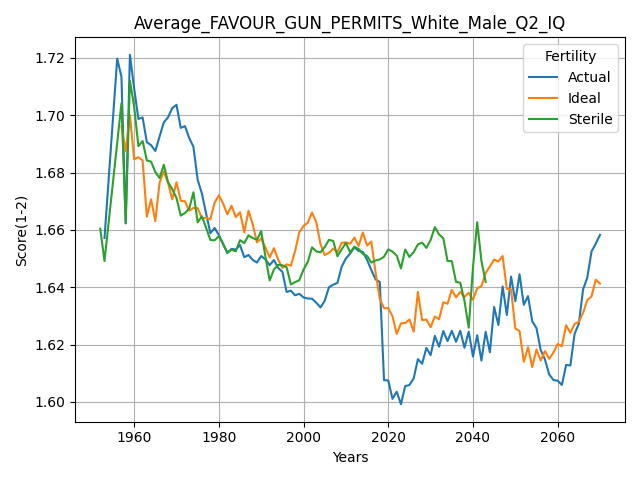 Average_FAVOUR_GUN_PERMITS_White_Male_Q2_IQ
Fertility
Actual
Ideal
Sterile
Score(1-2)
1.72
1.70
1.68
1.66
1.64
1.62
1.60
1960 1980 2000 2020 2040 2060
Years